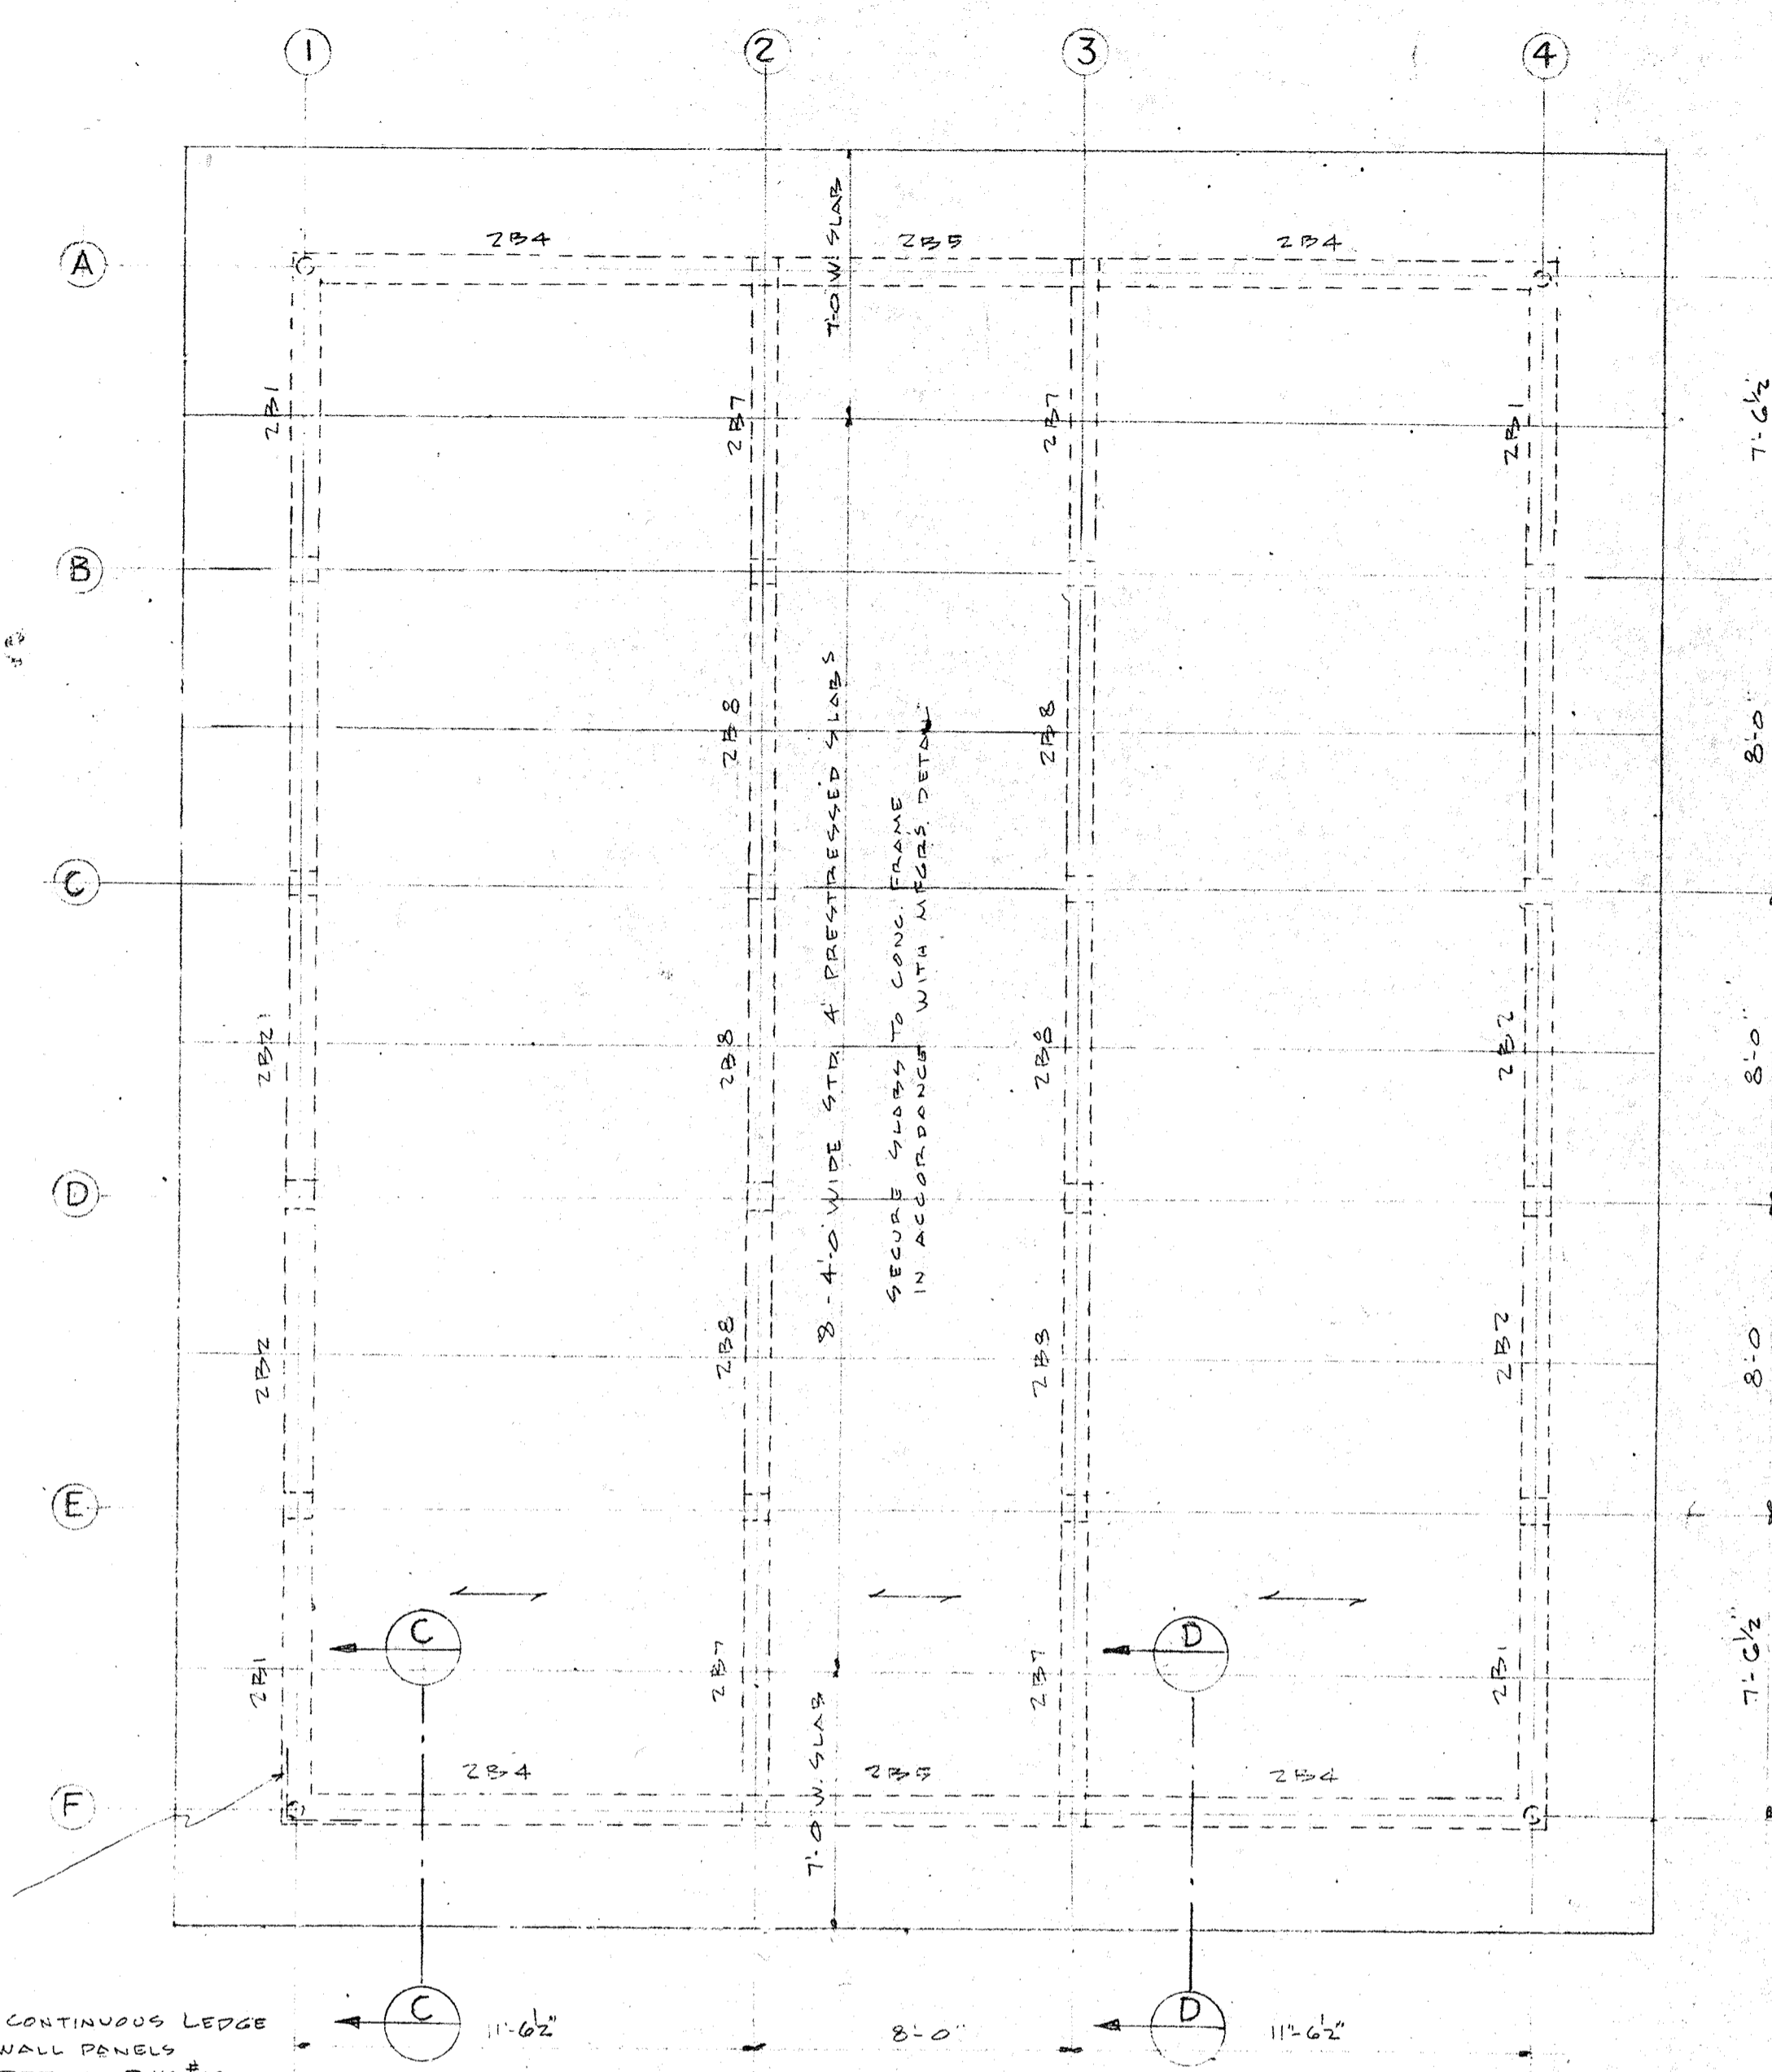 1 2 3 4
A
2B4 2B5 2B4
7'-0 W. SLAB
2B1 2B7 2B7 2B1
7'-6½"
B
2B8 2B8
8'-0"
8 - 4'-0 WIDE STD. 4" PRESTRESSED SLABS
SECURE SLABS TO CONC. FRAME
IN ACCORDANCE WITH MFGRS. DETAIL
C
2B2 2B8 2B8 2B2
8'-0"
D
2B2 2B8 2B8 2B2
8'-0
E
C D
2B1 2B7 2B7 2B1
7'-6½"
7'-0 W. SLAB
2B4 2B5 2B4
F
C D
11'-6½" 8'-0" 11'-6½"
CONTINUOUS LEDGE
WALL PANELS